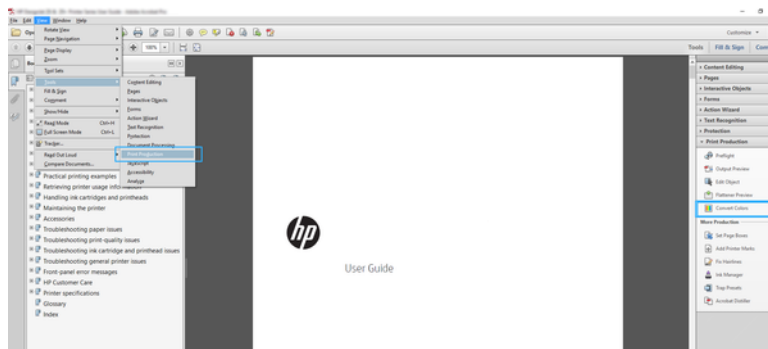 File Edit View Window Help
Customize
100%
Tools Fill & Sign
Rotate View
Page Navigation
Page Display
Zoom
Tool Sets
Tools
Fill & Sign
Comment
Show/Hide
Read Mode Ctrl+H
Full Screen Mode Ctrl+L
Tracker...
Read Out Loud
Compare Documents...
Content Editing
Pages
Interactive Objects
Forms
Action Wizard
Text Recognition
Protection
Document Processing
Print Production
JavaScript
Accessibility
Analyze
Practical printing examples
Retrieving printer usage information
Handling ink cartridges and printheads
Maintaining the printer
Accessories
Troubleshooting paper issues
Troubleshooting print-quality issues
Troubleshooting ink cartridge and printhead issues
Troubleshooting general printer issues
Front-panel error messages
HP Customer Care
Printer specifications
Glossary
Index
hp
User Guide
Content Editing
Pages
Interactive Objects
Forms
Action Wizard
Text Recognition
Protection
Print Production
Preflight
Output Preview
Edit Object
Flattener Preview
Convert Colors
More Production
Set Page Boxes
Add Printer Marks
Fix Hairlines
Ink Manager
Trap Presets
Acrobat Distiller